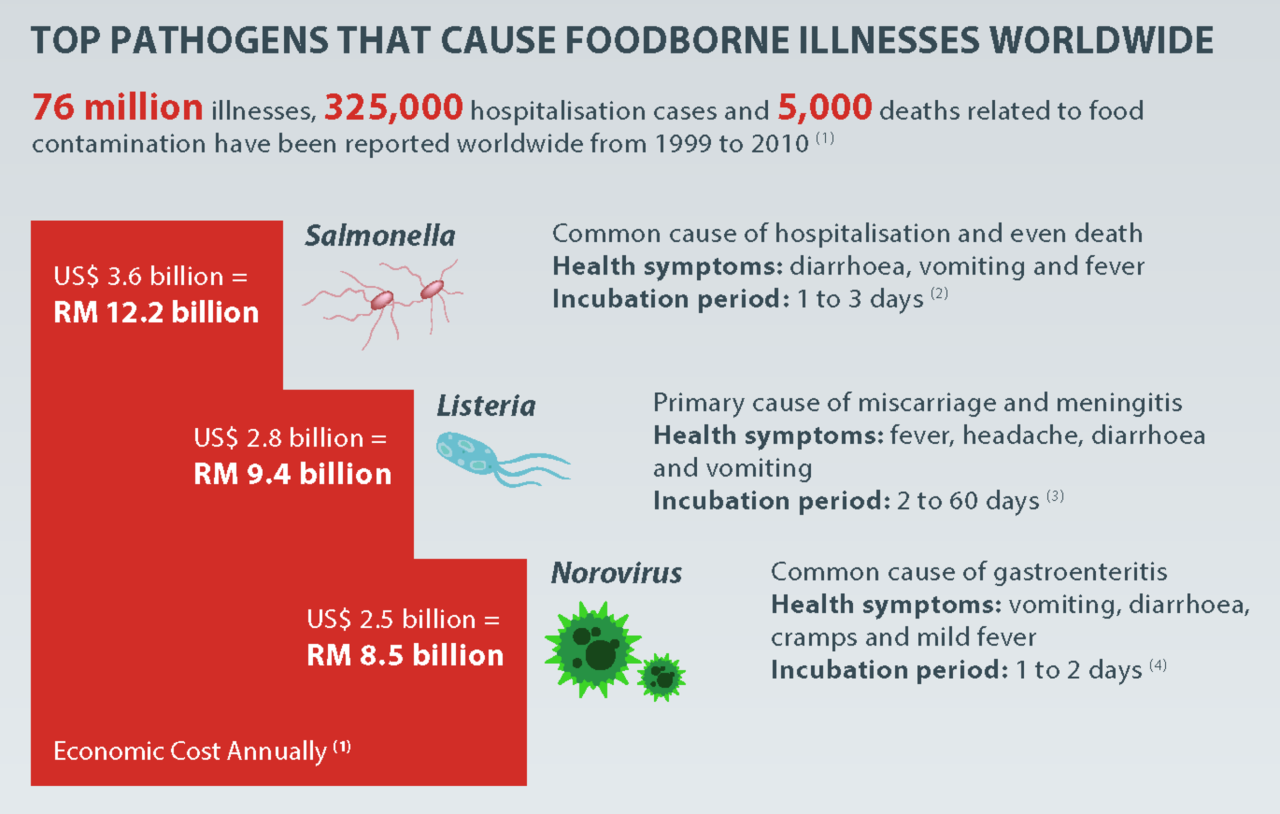 TOP PATHOGENS THAT CAUSE FOODBORNE ILLNESSES WORLDWIDE
76 million illnesses, 325,000 hospitalisation cases and 5,000 deaths related to food
contamination have been reported worldwide from 1999 to 2010 (1)
US$ 3.6 billion =
RM 12.2 billion
Salmonella
Common cause of hospitalisation and even death
Health symptoms: diarrhoea, vomiting and fever
Incubation period: 1 to 3 days (2)
US$ 2.8 billion =
RM 9.4 billion
Listeria
Primary cause of miscarriage and meningitis
Health symptoms: fever, headache, diarrhoea
and vomiting
Incubation period: 2 to 60 days (3)
US$ 2.5 billion =
RM 8.5 billion
Norovirus
Common cause of gastroenteritis
Health symptoms: vomiting, diarrhoea,
cramps and mild fever
Incubation period: 1 to 2 days (4)
Economic Cost Annually (1)